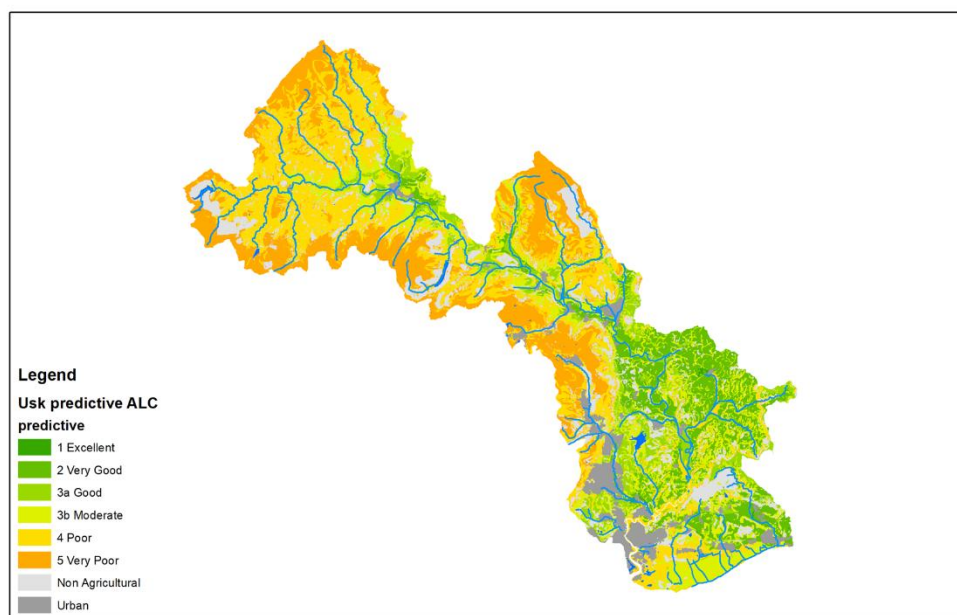 Legend
Usk predictive ALC
predictive
1 Excellent
2 Very Good
3a Good
3b Moderate
4 Poor
5 Very Poor
Non Agricultural
Urban